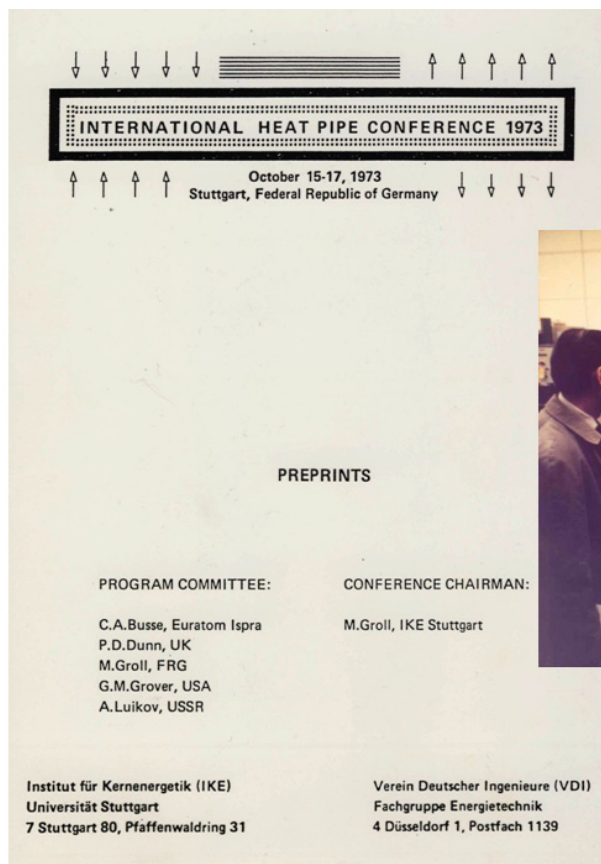 INTERNATIONAL HEAT PIPE CONFERENCE 1973
October 15-17, 1973
Stuttgart, Federal Republic of Germany
PREPRINTS
PROGRAM COMMITTEE:
C.A.Busse, Euratom Ispra
P.D.Dunn, UK
M.Groll, FRG
G.M.Grover, USA
A.Luikov, USSR
CONFERENCE CHAIRMAN:
M.Groll, IKE Stuttgart
Institut für Kernenergetik (IKE)
Universität Stuttgart
7 Stuttgart 80, Pfaffenwaldring 31
Verein Deutscher Ingenieure (VDI)
Fachgruppe Energietechnik
4 Düsseldorf 1, Postfach 1139